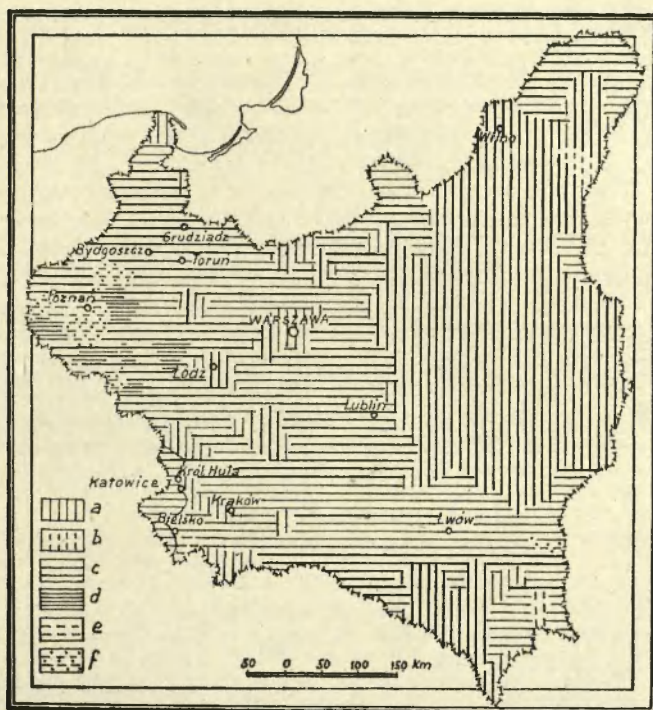 Wilno
Grudziądz
Bydgoszcz
Toruń
Poznań
WARSZAWA
Łódź
Lublin
Król Huta
Katowice
Kraków
Bielsko
Lwów
a
b
c
d
e
f
50 0 50 100 150 km